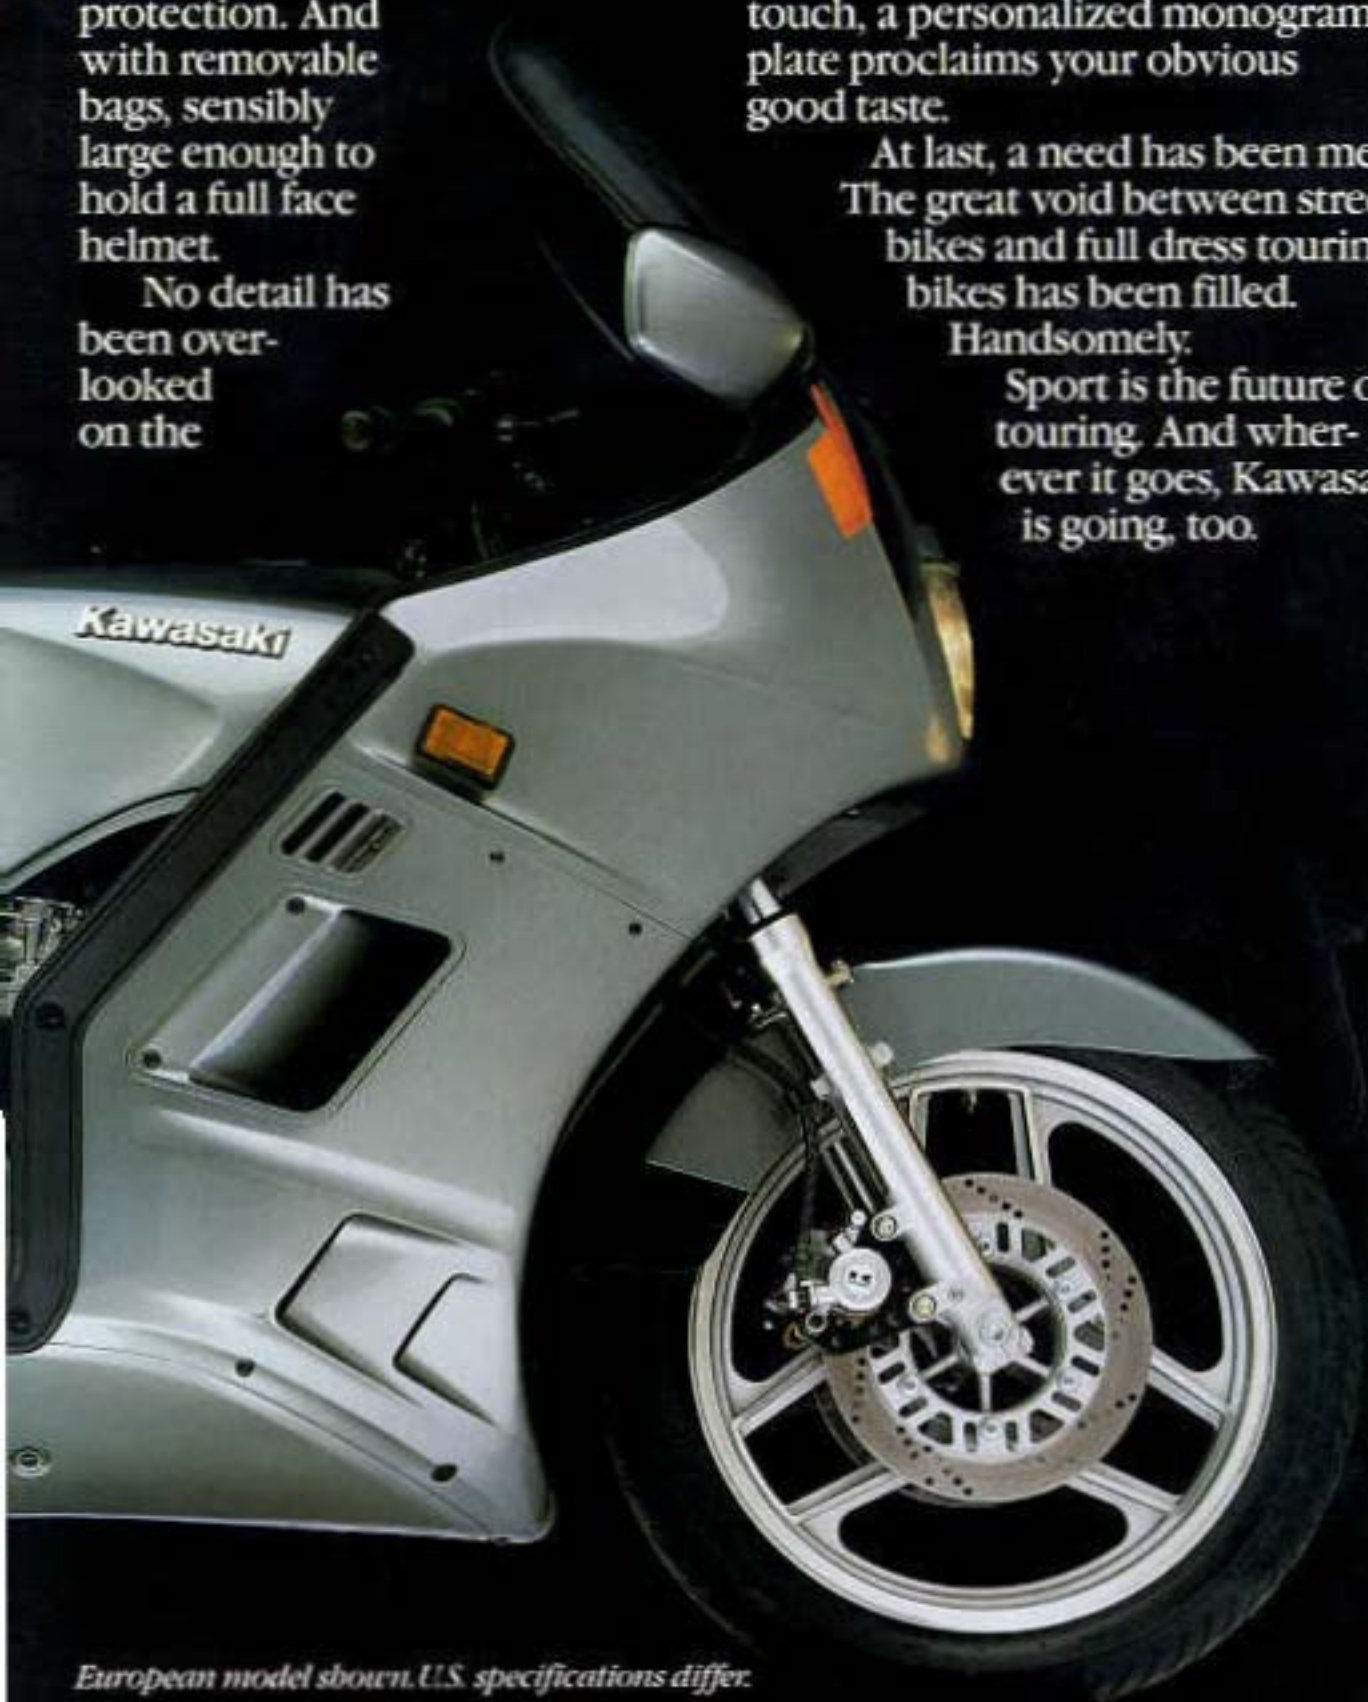 protection. And
with removable
bags, sensibly
large enough to
hold a full face
helmet.
No detail has
been over-
looked
on the
touch, a personalized monogram
plate proclaims your obvious
good taste.
At last, a need has been me
The great void between stre
bikes and full dress tourin
bikes has been filled.
Handsomely.
Sport is the future o
touring. And wher-
ever it goes, Kawasa
is going, too.
Kawasaki
European model shown. U.S. specifications differ.